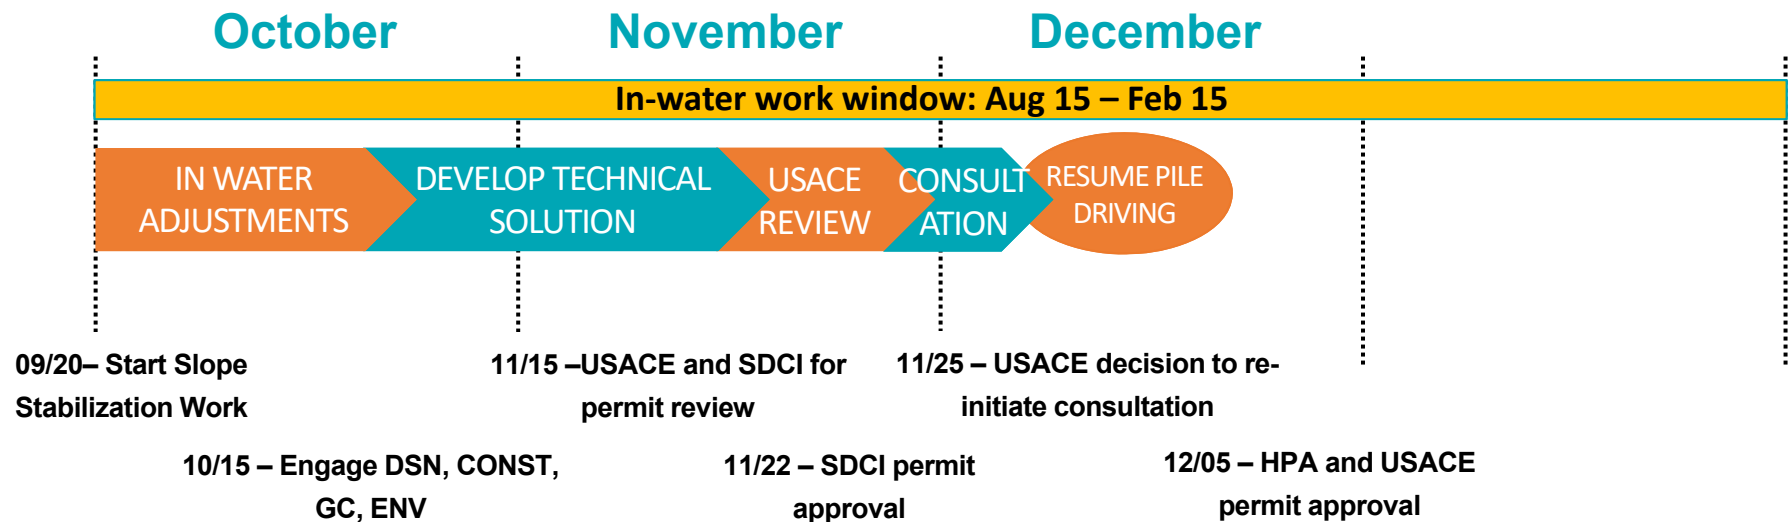 October
November
December
In-water work window: Aug 15 – Feb 15
IN WATER
ADJUSTMENTS
DEVELOP TECHNICAL
SOLUTION
USACE
REVIEW
CONSULT
ATION
RESUME PILE
DRIVING
09/20– Start Slope
Stabilization Work
11/15 –USACE and SDCI for
permit review
11/25 – USACE decision to re-
initiate consultation
10/15 – Engage DSN, CONST,
GC, ENV
11/22 – SDCI permit
approval
12/05 – HPA and USACE
permit approval